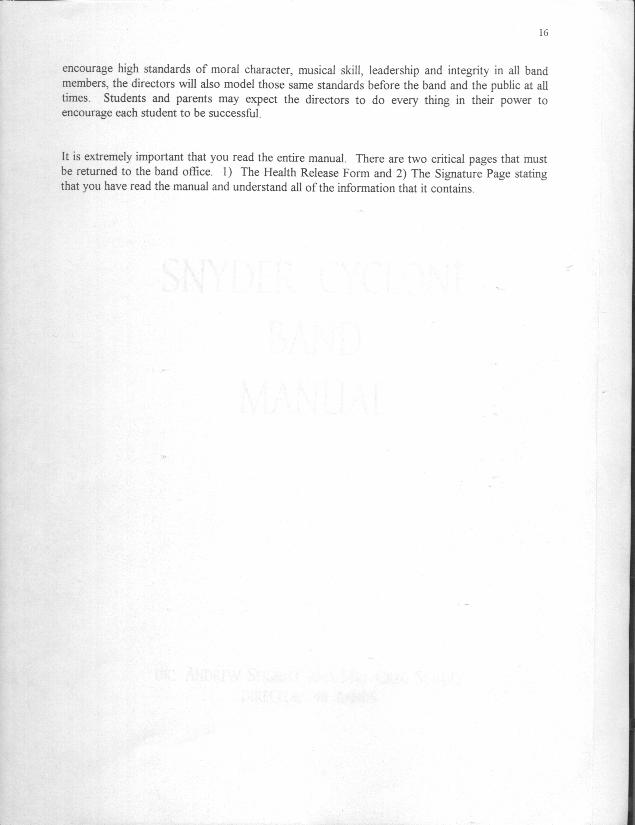 16
encourage high standards of moral character, musical skill, leadership and integrity in all band
members, the directors will also model those same standards before the band and the public at all
times. Students and parents may expect the directors to do every thing in their power to
encourage each student to be successful.
It is extremely important that you read the entire manual. There are two critical pages that must
be returned to the band office. 1) The Health Release Form and 2) The Signature Page stating
that you have read the manual and understand all of the information that it contains.
SNYDER CYCLONE
BAND
MANUAL
ANDREW